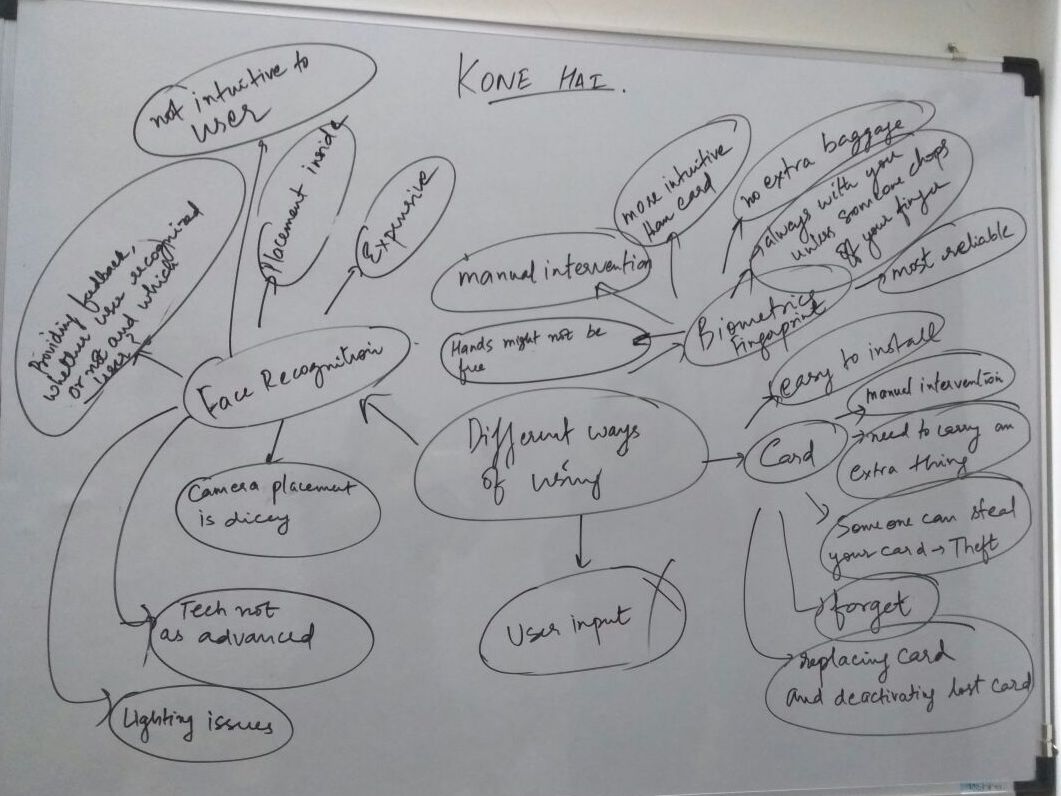 KONE HAI.
not intuitive to
user
Placement inside
Expensive
Providing feedback,
whether user recognized
or not and which
user?
Face Recognition
Camera placement
is dicey
Tech not
as advanced
Lighting issues
Different ways
of using
User input
manual intervention
Hands might not be
free
more intuitive
than card
no extra baggage
always with you
unless someone chops
off your finger
most reliable
Biometrics
fingerprint
easy to install
Card
manual intervention
need to carry an
extra thing
Someone can steal
your card → Theft
forget
replacing card
and deactivating lost card